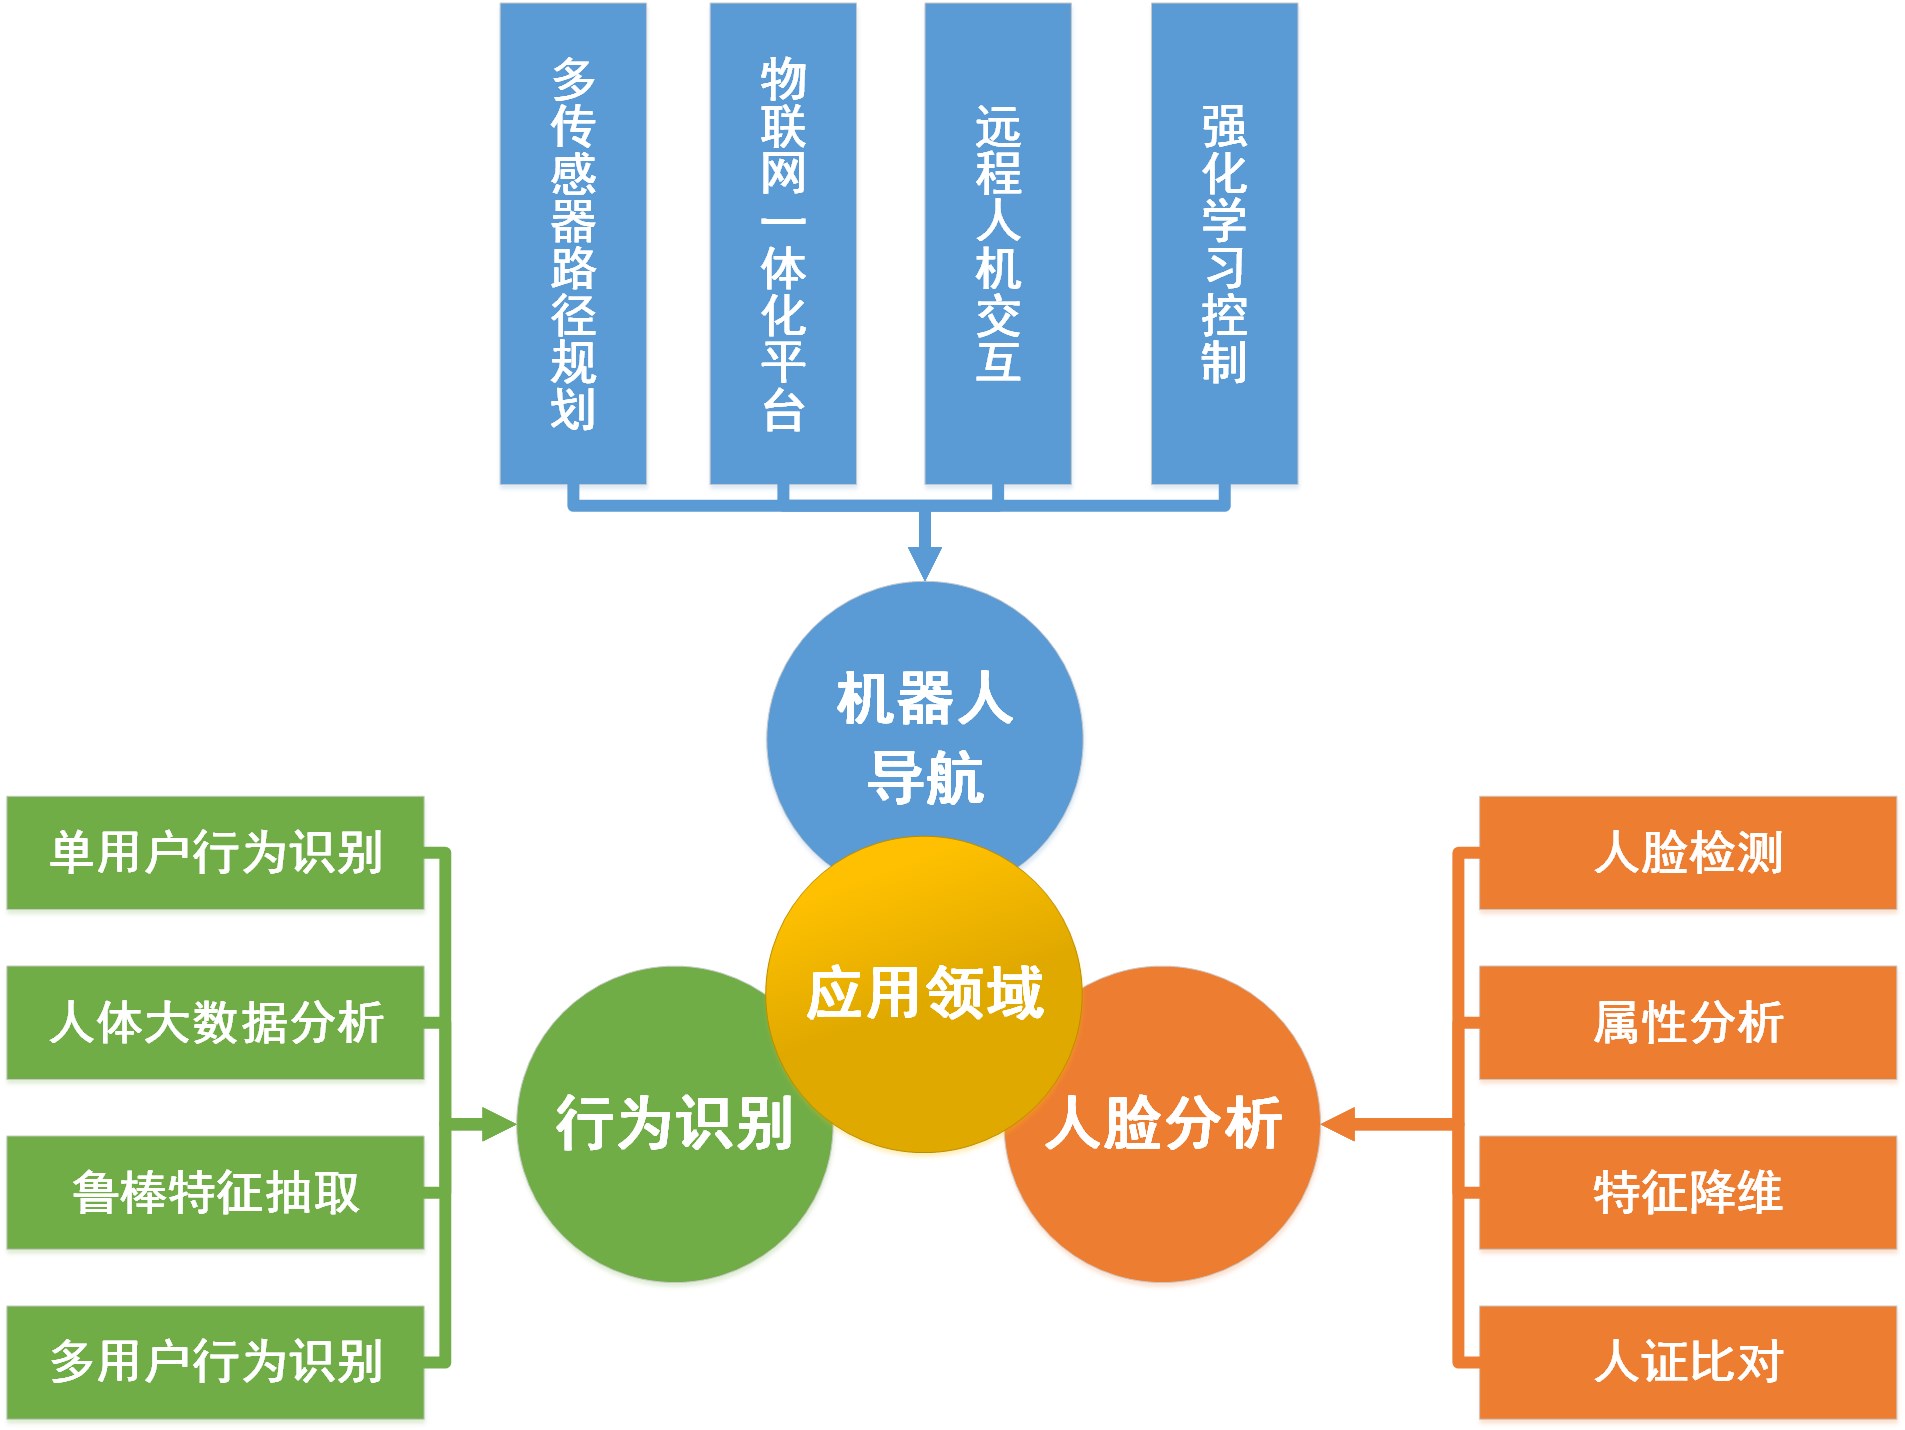 多传感器路径规划
物联网一体化平台
远程人机交互
强化学习控制
机器人
导航
应用领域
行为识别
人脸分析
单用户行为识别
人体大数据分析
鲁棒特征抽取
多用户行为识别
人脸检测
属性分析
特征降维
人证比对